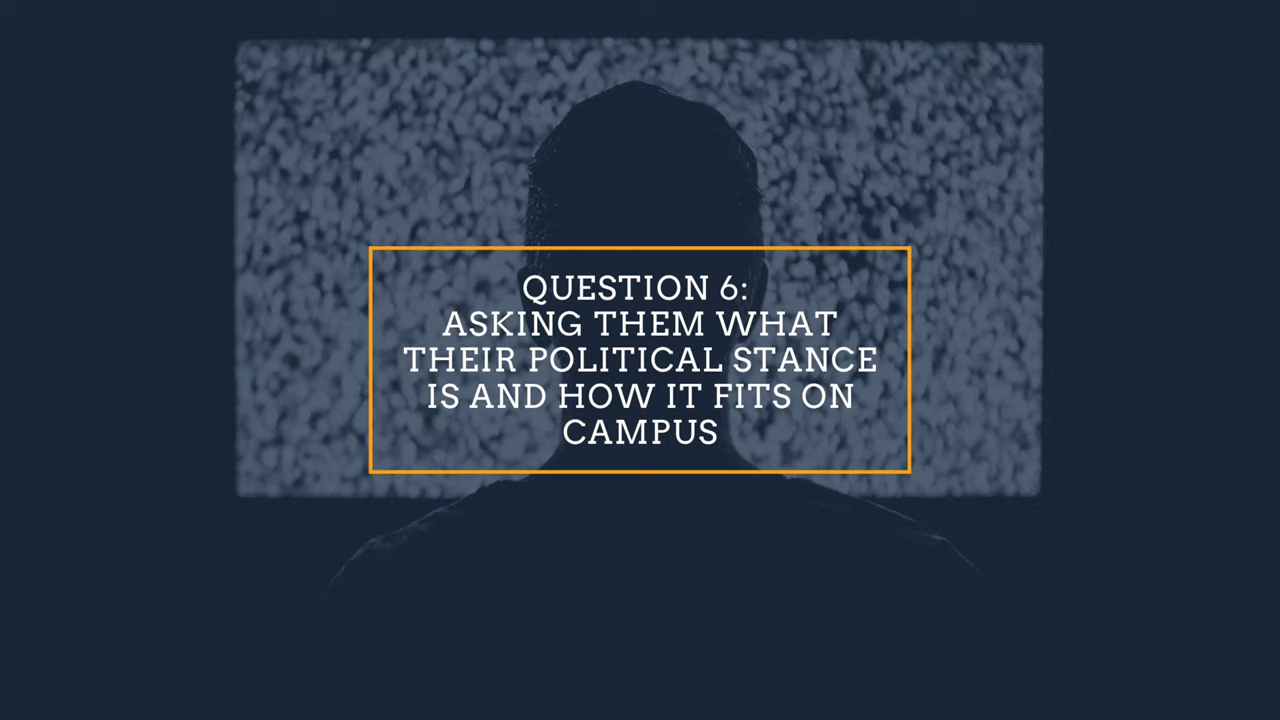 QUESTION 6:
ASKING THEM WHAT
THEIR POLITICAL STANCE
IS AND HOW IT FITS ON
CAMPUS